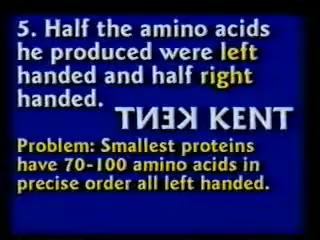 5. Half the amino acids
he produced were left
handed and half right
handed.
TNƎK KENT
Problem: Smallest proteins
have 70-100 amino acids in
precise order all left handed.